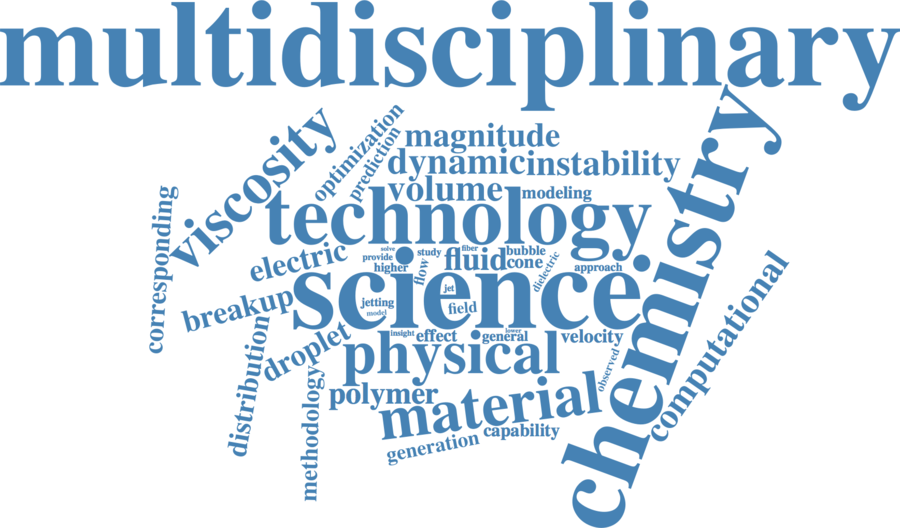 multidisciplinary
chemistry
viscosity
optimization
prediction
magnitude
dynamic
instability
volume
modeling
technology
corresponding
electric
solve
provide
higher
study
flow
fiber
fluid
bubble
cone
dielectric
approach
science
breakup
jet
jetting
model
field
computational
distribution
droplet
insight
effect
lower
general
velocity
physical
observed
methodology
polymer
material
generation
capability